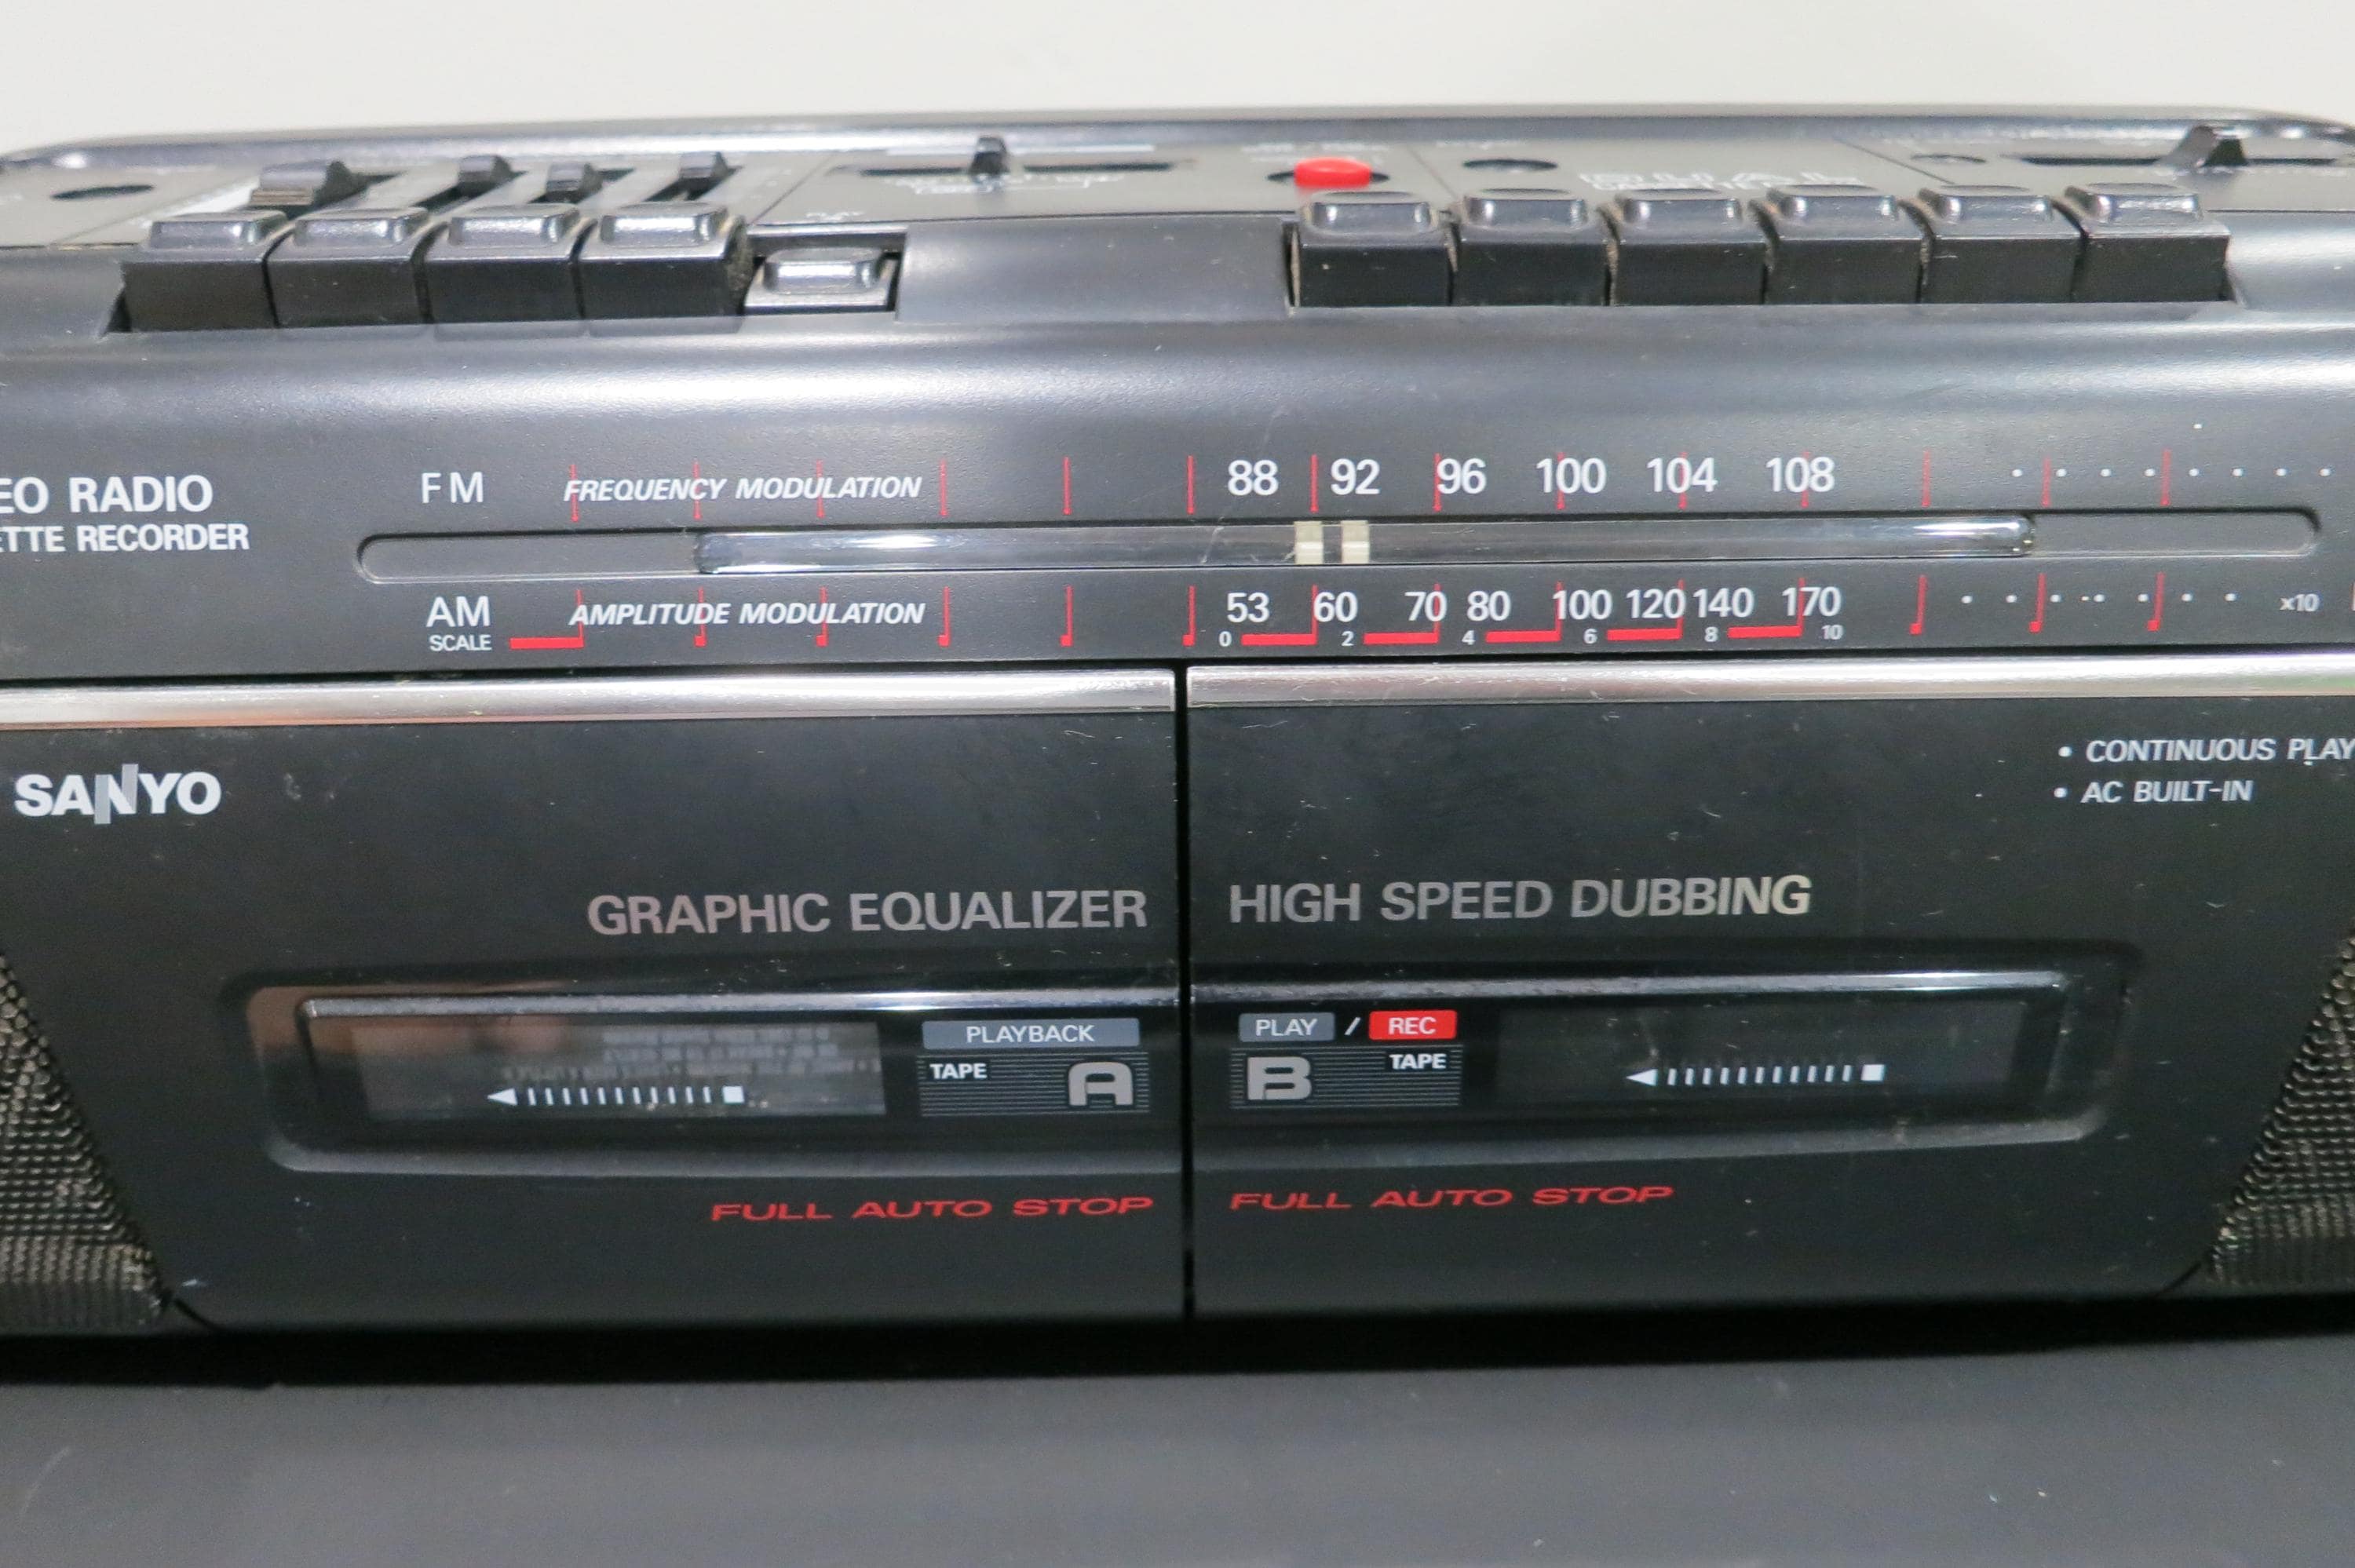 EO RADIO
ETTE RECORDER
FM FREQUENCY MODULATION 88 92 96 100 104 108
AM AMPLITUDE MODULATION 53 60 70 80 100 120 140 170 x10
SCALE 0 2 4 6 8 10
SANYO
• CONTINUOUS PLAY
• AC BUILT-IN
GRAPHIC EQUALIZER
HIGH SPEED DUBBING
PLAYBACK
TAPE A
PLAY / REC
B TAPE
FULL AUTO STOP
FULL AUTO STOP